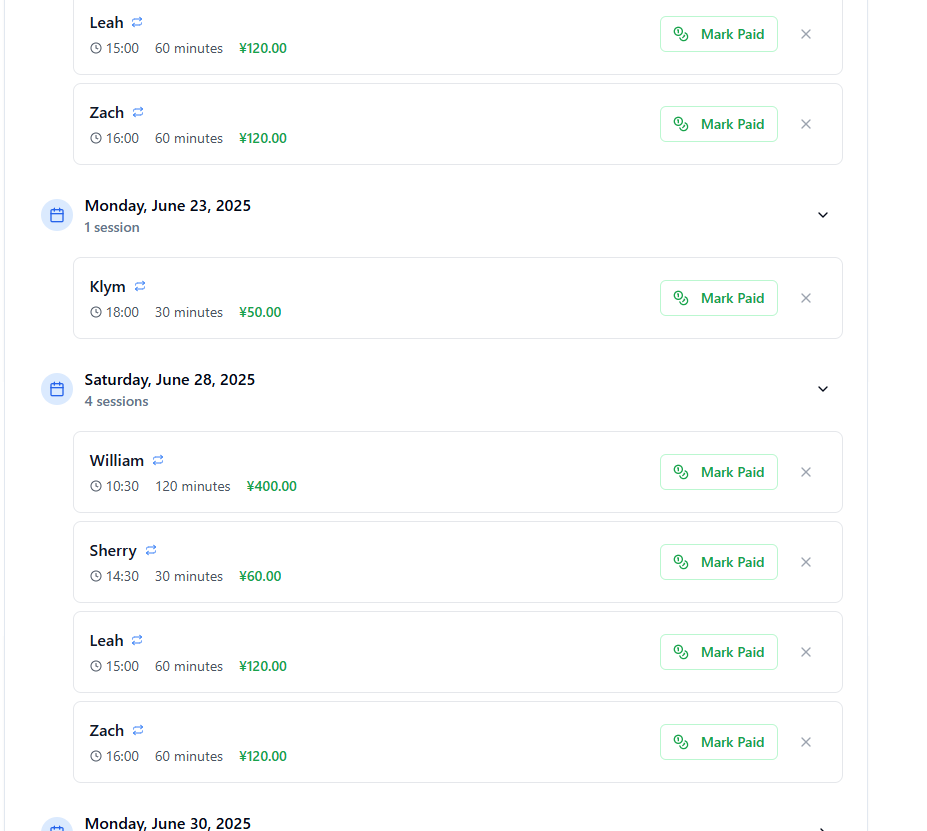 Leah
15:00 60 minutes ¥120.00
Mark Paid
Zach
16:00 60 minutes ¥120.00
Mark Paid
Monday, June 23, 2025
1 session
Klym
18:00 30 minutes ¥50.00
Mark Paid
Saturday, June 28, 2025
4 sessions
William
10:30 120 minutes ¥400.00
Mark Paid
Sherry
14:30 30 minutes ¥60.00
Mark Paid
Leah
15:00 60 minutes ¥120.00
Mark Paid
Zach
16:00 60 minutes ¥120.00
Mark Paid
Monday, June 30, 2025